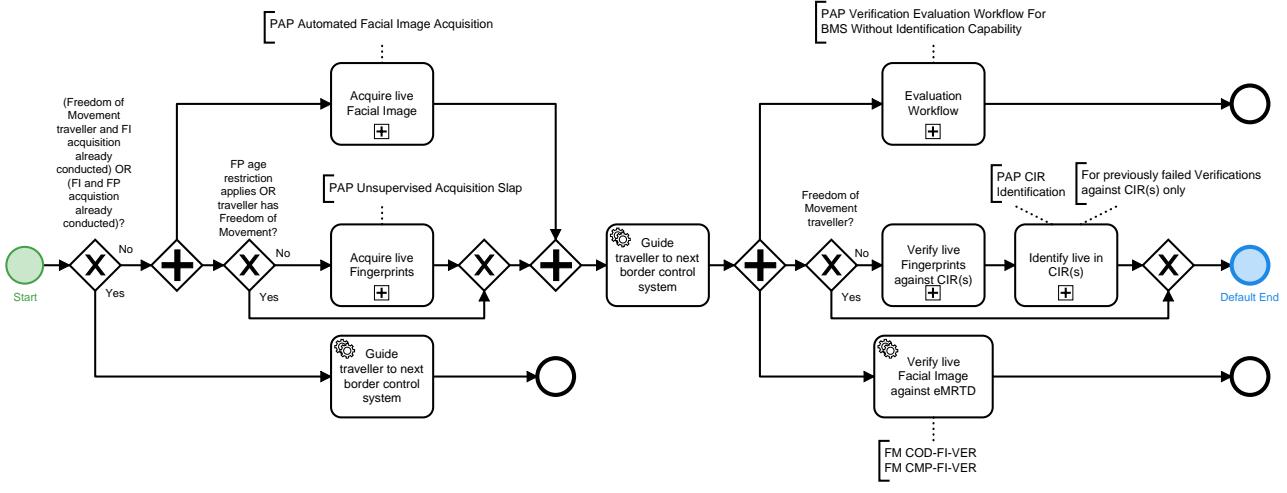 PAP Automated Facial Image Acquisition
PAP Verification Evaluation Workflow For
BMS Without Identification Capability
(Freedom of
Movement
traveller and FI
acquisition
already
conducted) OR
(FI and FP
acquistion
already
conducted)?
Acquire live
Facial Image
Evaluation
Workflow
FP age
restriction
applies OR
traveller has
Freedom of
Movement?
PAP Unsupervised Acquisition Slap
Freedom of
Movement
traveller?
PAP CIR
Identification
For previously failed Verifications
against CIR(s) only
Start
No
Yes
No
Yes
Acquire live
Fingerprints
Guide
traveller to next
border control
system
No
Yes
Verify live
Fingerprints
against CIR(s)
Identify live in
CIR(s)
Default End
Guide
traveller to next
border control
system
Verify live
Facial Image
against eMRTD
FM COD-FI-VER
FM CMP-FI-VER